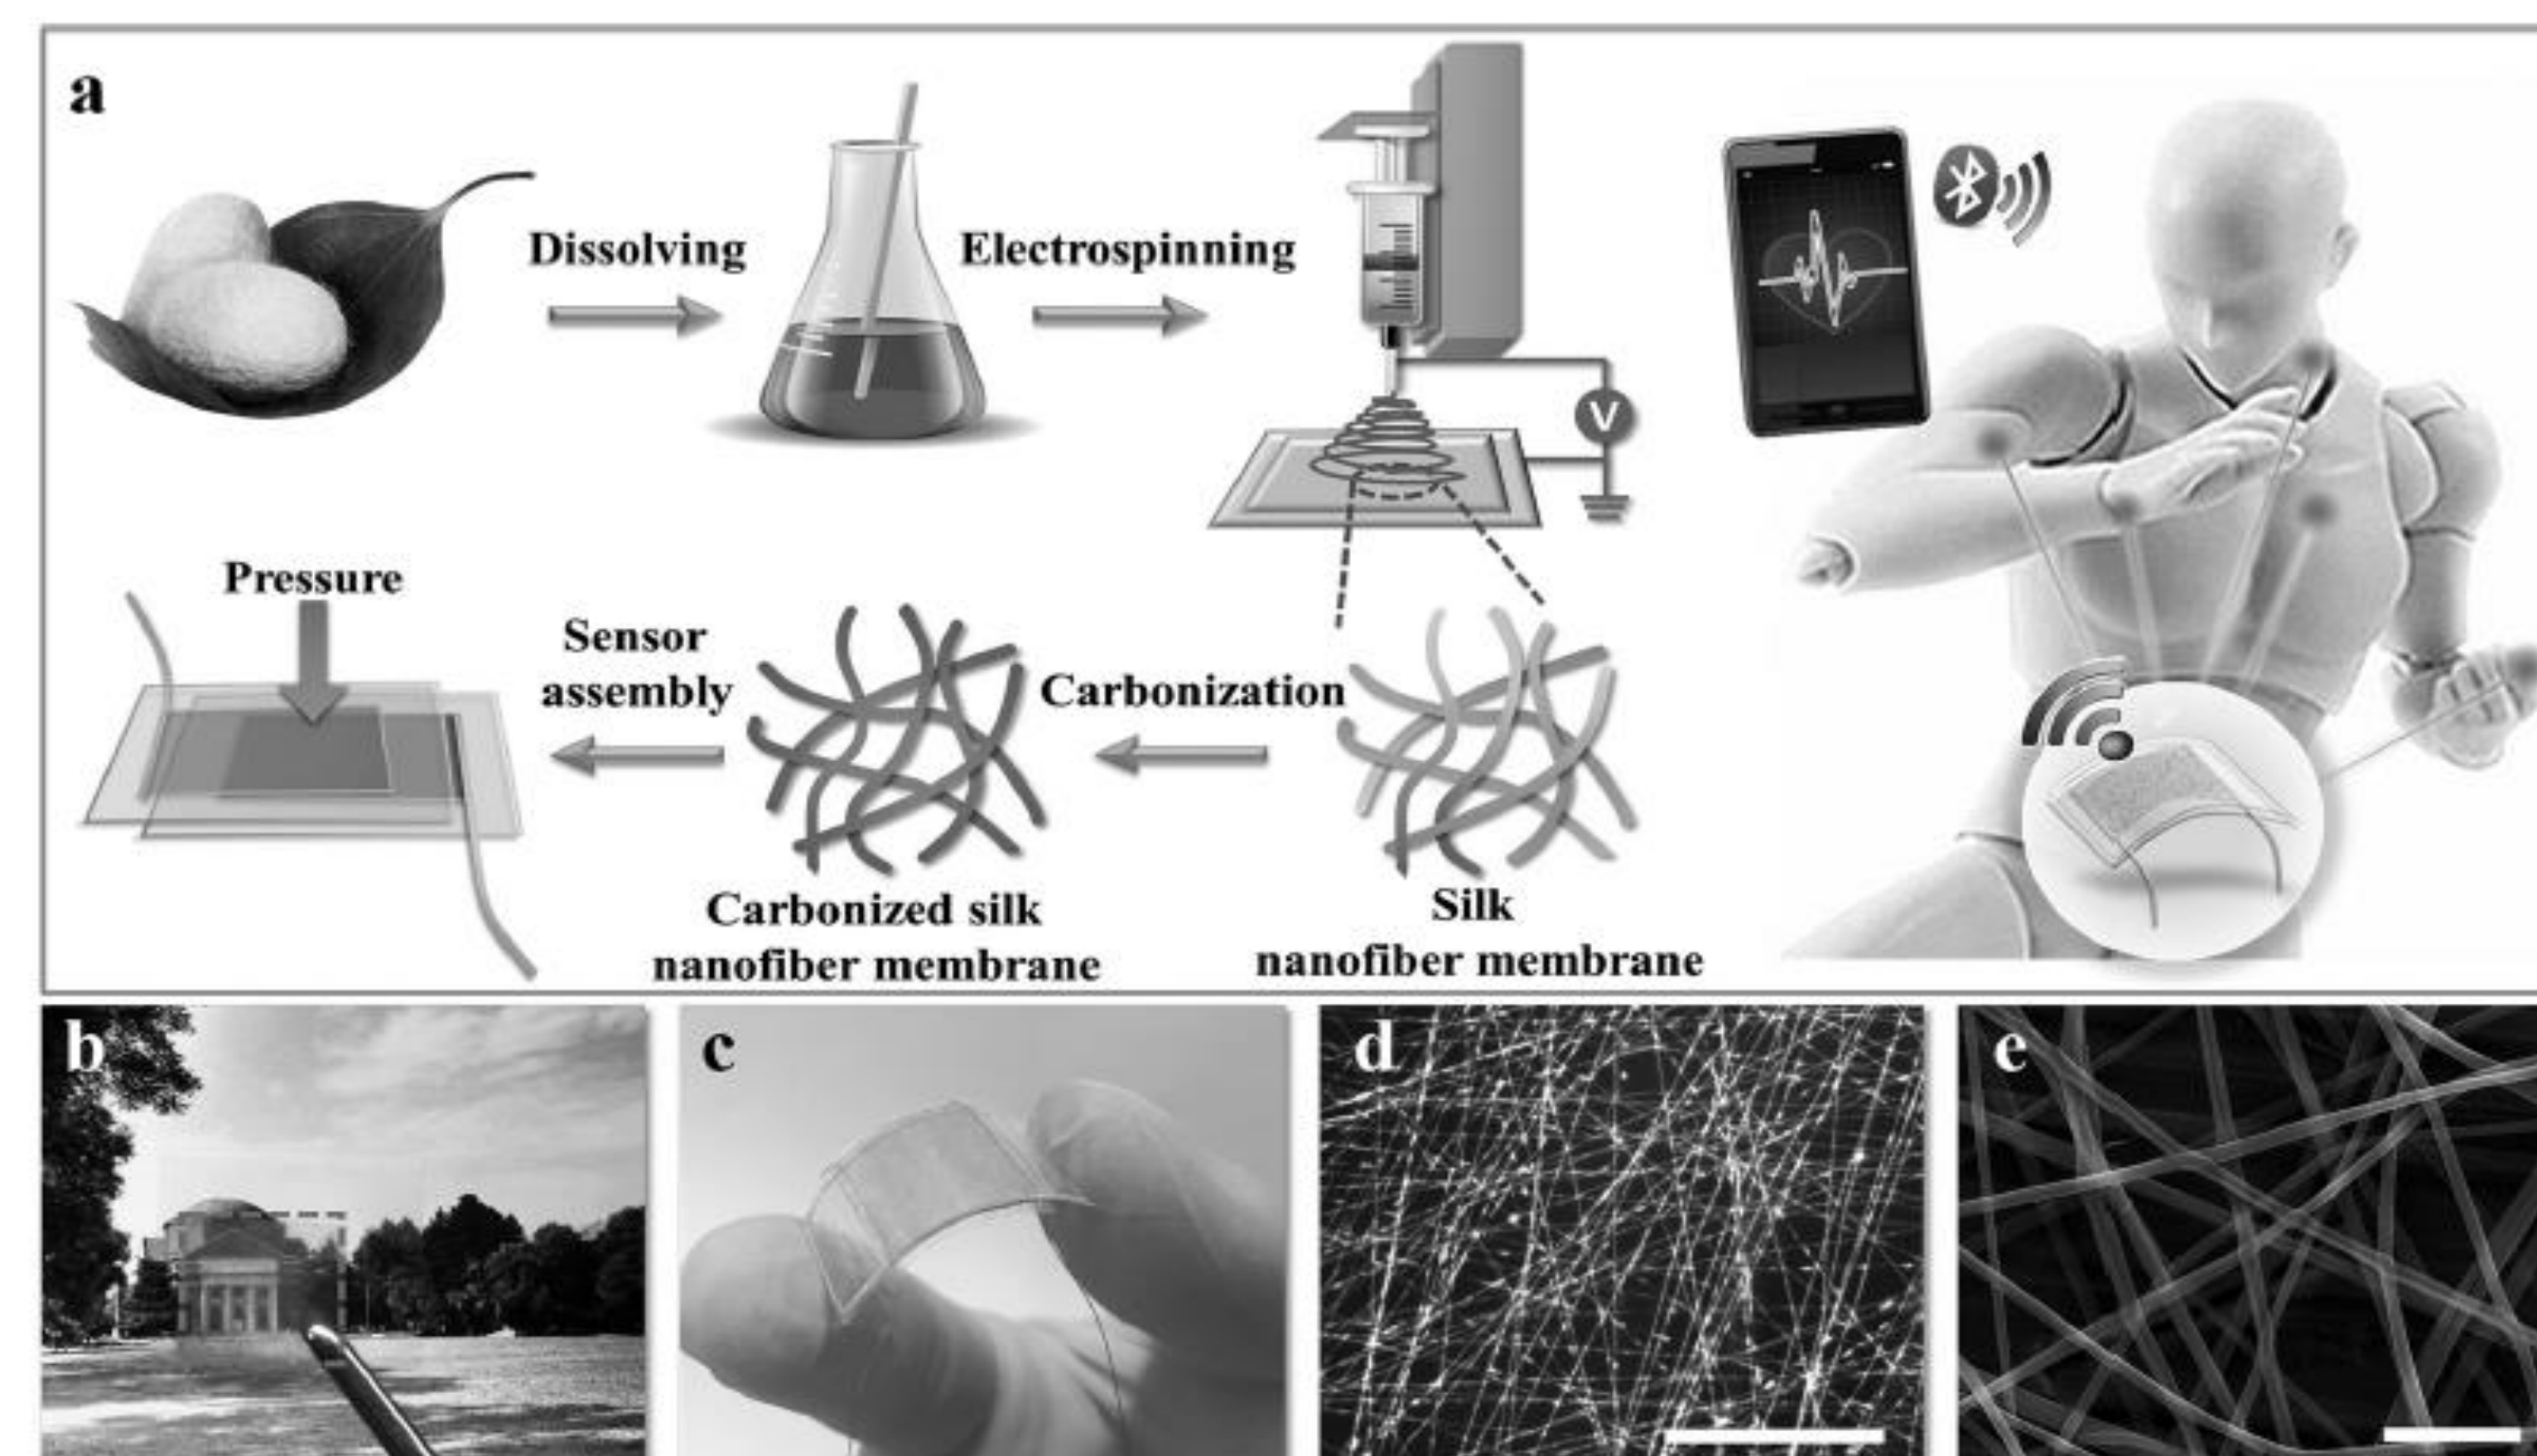 a
Dissolving
Electrospinning
V
Pressure
Sensor
assembly
Carbonization
Carbonized silk
nanofiber membrane
Silk
nanofiber membrane
b
c
d
e